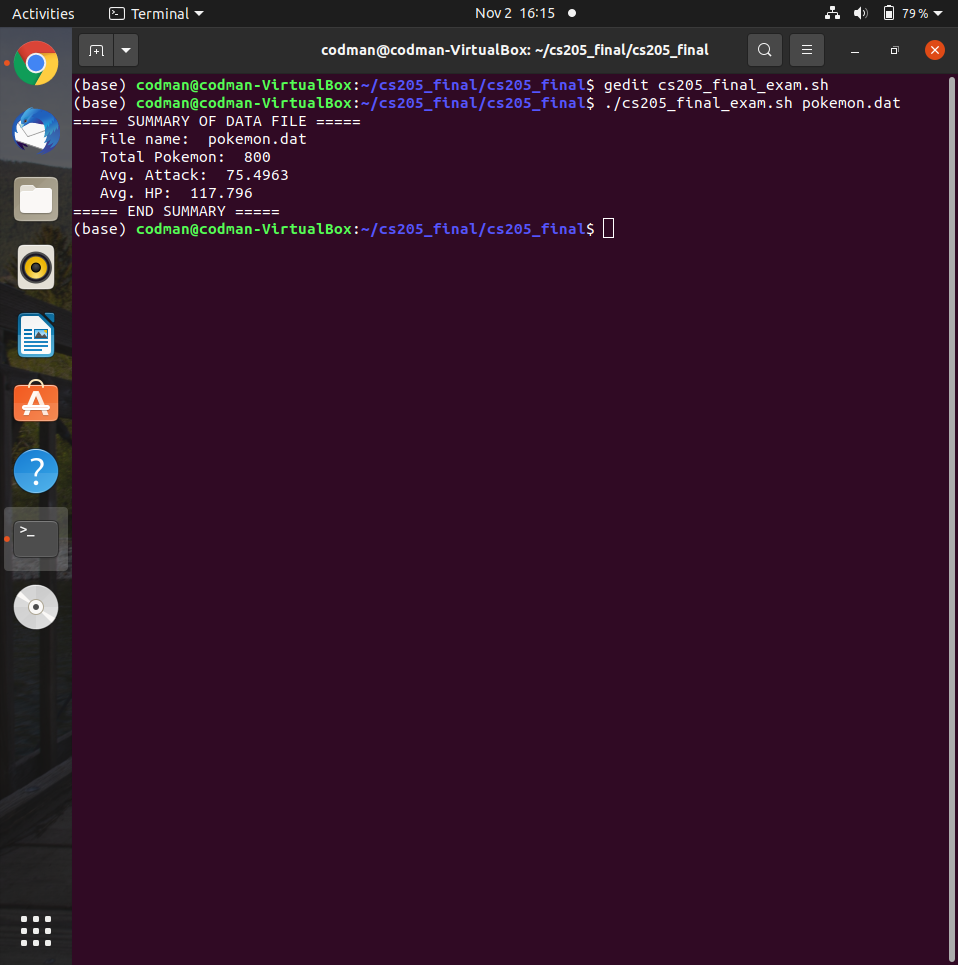 Activities Terminal Nov 2 16:15 79 %
codman@codman-VirtualBox: ~/cs205_final/cs205_final
(base) codman@codman-VirtualBox:~/cs205_final/cs205_final$ gedit cs205_final_exam.sh
(base) codman@codman-VirtualBox:~/cs205_final/cs205_final$ ./cs205_final_exam.sh pokemon.dat
===== SUMMARY OF DATA FILE =====
   File name:  pokemon.dat
   Total Pokemon:  800
   Avg. Attack:  75.4963
   Avg. HP:  117.796
===== END SUMMARY =====
(base) codman@codman-VirtualBox:~/cs205_final/cs205_final$